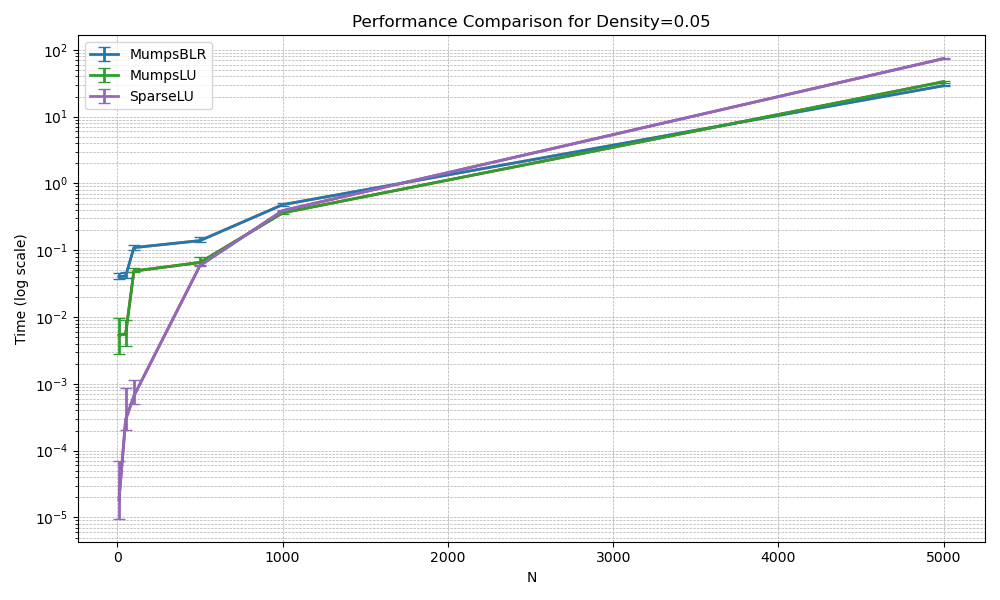 Performance Comparison for Density=0.05
MumpsBLR
MumpsLU
SparseLU
Time (log scale)
10²
10¹
10⁰
10⁻¹
10⁻²
10⁻³
10⁻⁴
10⁻⁵
0 1000 2000 3000 4000 5000
N